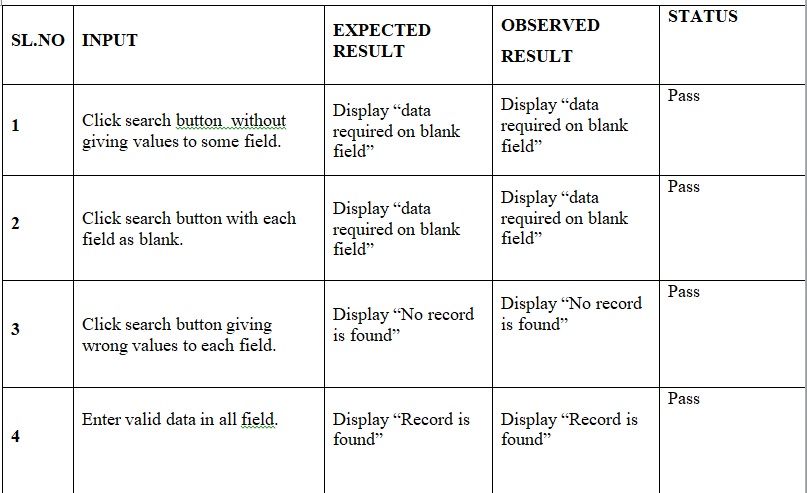 SL.NO
INPUT
EXPECTED
RESULT
OBSERVED
RESULT
STATUS
1
Click search button  without
giving values to some field.
Display “data
required on blank
field”
Display “data
required on blank
field”
Pass
2
Click search button with each
field as blank.
Display “data
required on blank
field”
Display “data
required on blank
field”
Pass
3
Click search button giving
wrong values to each field.
Display “No record
is found”
Display “No record
is found”
Pass
4
Enter valid data in all field.
Display “Record is
found”
Display “Record is
found”
Pass